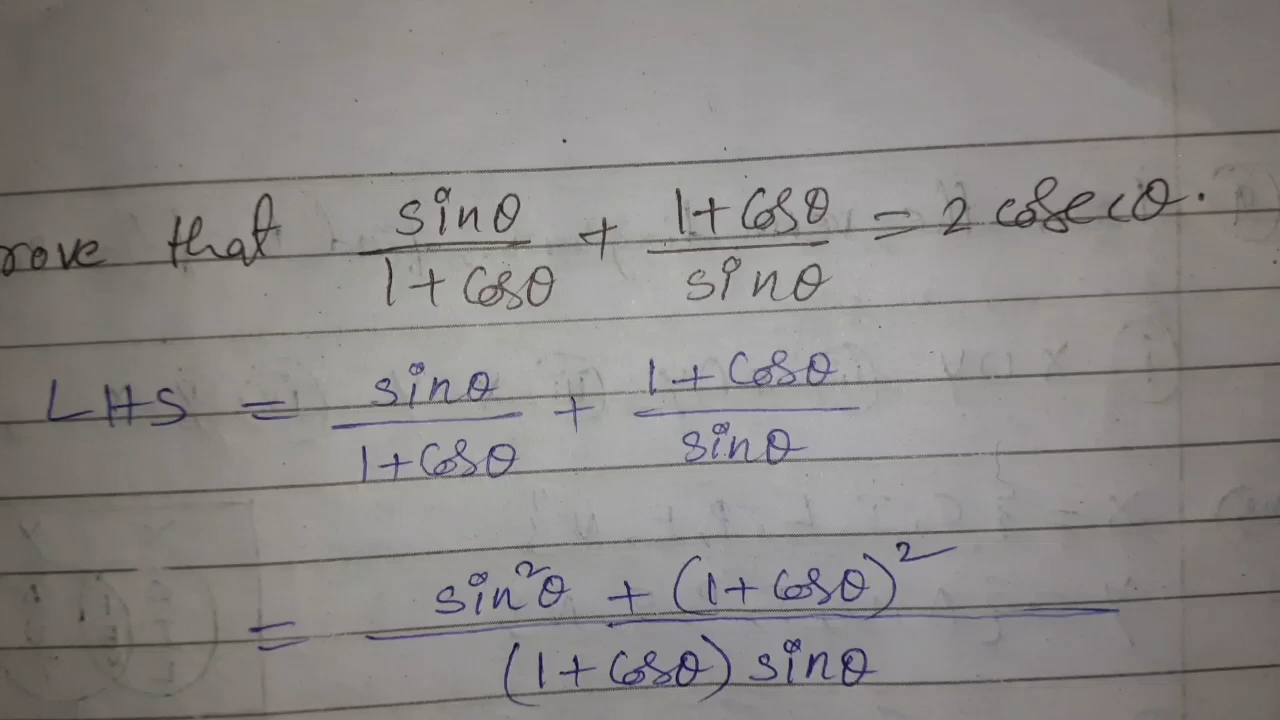 rove that sinθ/1+cosθ + 1+cosθ/sinθ = 2 cosecθ.
LHS = sinθ/1+cosθ + 1+cosθ/sinθ
= sin²θ + (1+cosθ)²/(1+cosθ) sinθ